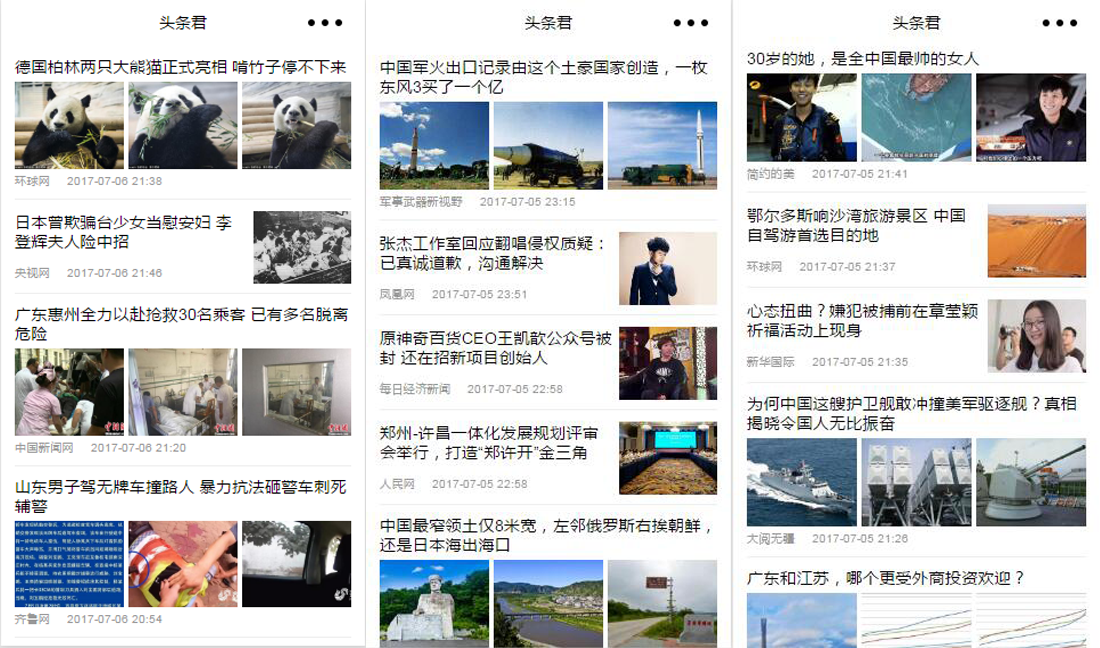 头条君
德国柏林两只大熊猫正式亮相 啃竹子停不下来
环球网 2017-07-06 21:38
日本曾欺骗台少女当慰安妇 李
登辉夫人险中招
央视网 2017-07-06 21:46
广东惠州全力以赴抢救30名乘客 已有多名脱离
危险
中国新闻网 2017-07-06 21:20
山东男子驾无牌车撞路人 暴力抗法砸警车刺死
辅警
齐鲁网 2017-07-06 20:54
头条君
中国军火出口记录由这个土豪国家创造，一枚
东风3买了一个亿
军事武器新视野 2017-07-05 23:15
张杰工作室回应翻唱侵权质疑：
已真诚道歉，沟通解决
凤凰网 2017-07-05 23:51
原神奇百货CEO王凯歆公众号被
封 还在招新项目创始人
每日经济新闻 2017-07-05 22:58
郑州-许昌一体化发展规划评审
会举行，打造“郑许开”金三角
人民网 2017-07-05 22:58
中国最窄领土仅8米宽，左邻俄罗斯右挨朝鲜，
还是日本海出海口
头条君
30岁的她，是全中国最帅的女人
简约的美 2017-07-05 21:41
鄂尔多斯响沙湾旅游景区 中国
自驾游首选目的地
环球网 2017-07-05 21:37
心态扭曲？嫌犯被捕前在章莹颖
祈福活动上现身
新华国际 2017-07-05 21:35
为何中国这艘护卫舰敢冲撞美军驱逐舰？真相
揭晓令国人无比振奋
大阅无疆 2017-07-05 21:26
广东和江苏，哪个更受外商投资欢迎？